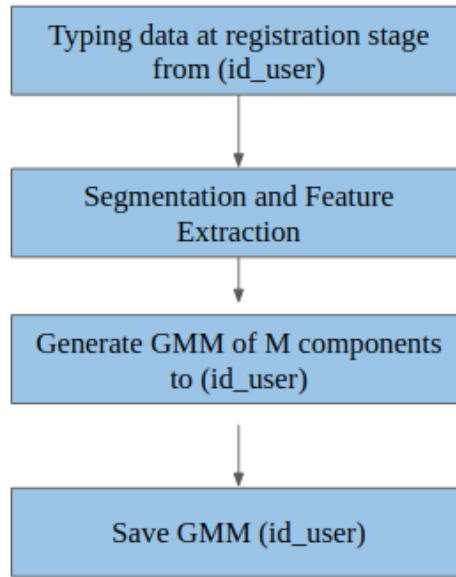 Typing data at registration stage
from (id_user)
Segmentation and Feature
Extraction
Generate GMM of M components
to (id_user)
Save GMM (id_user)